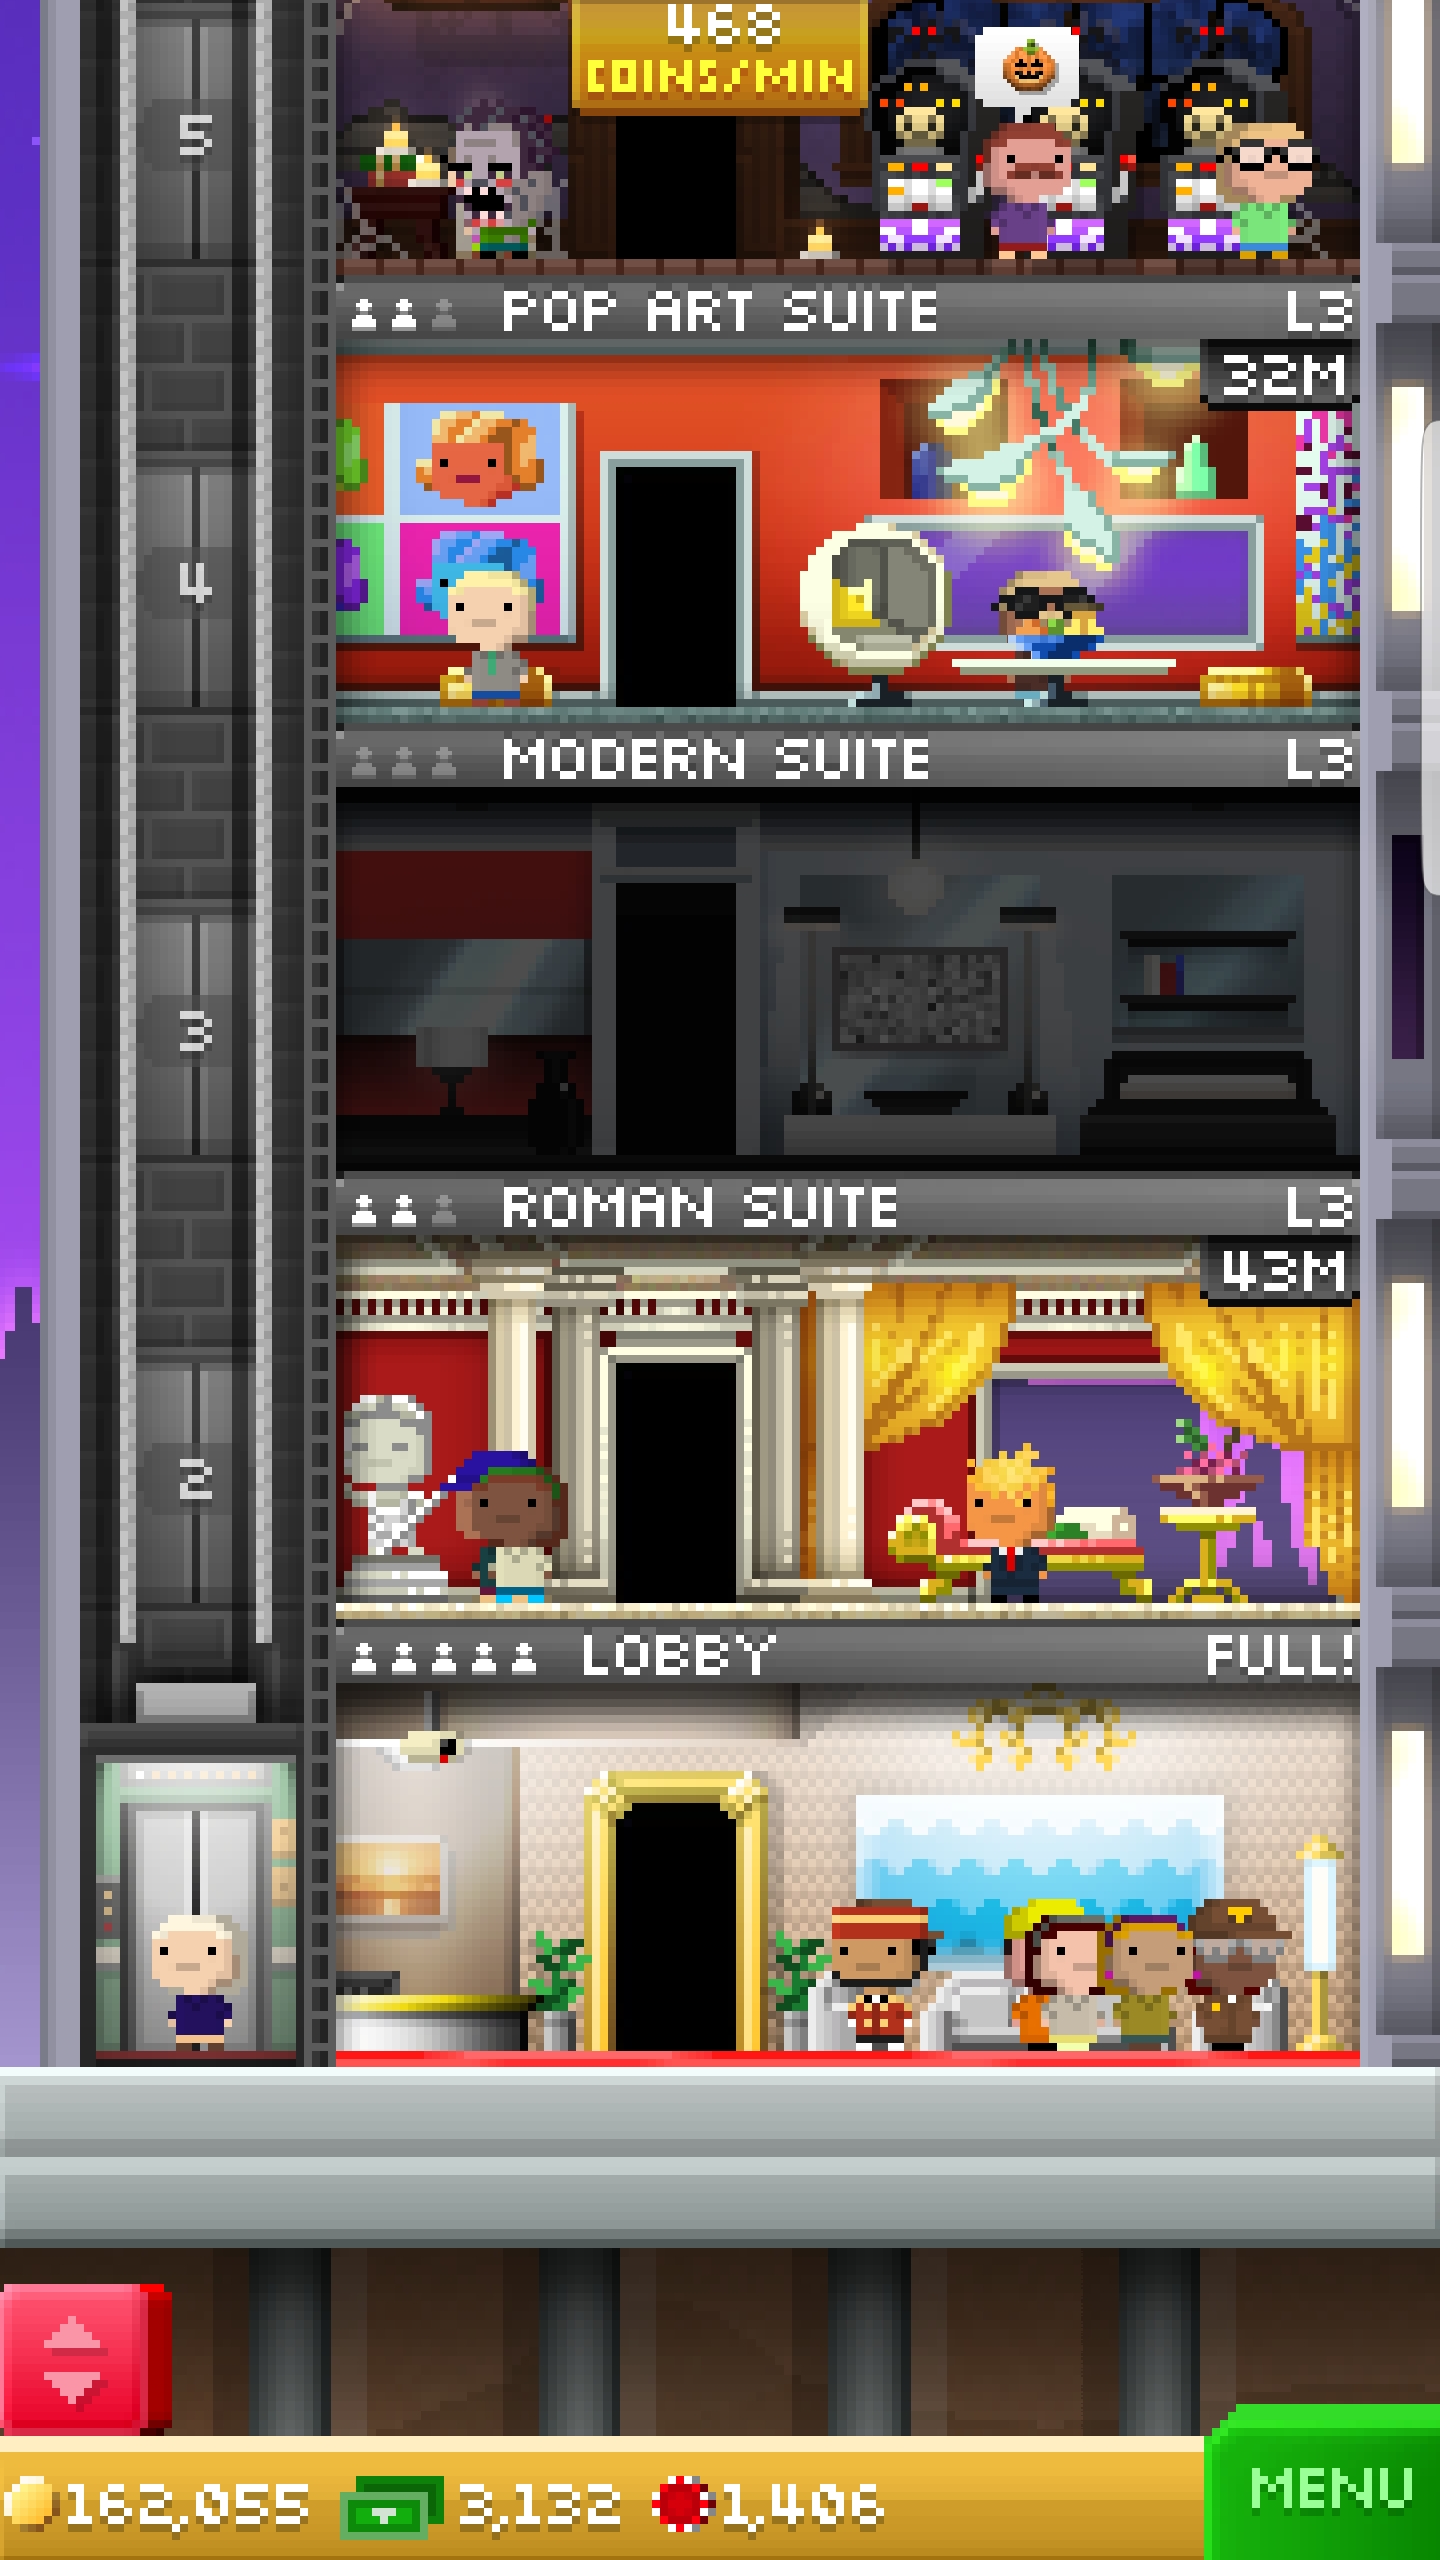 468
COINS/MIN
5
POP ART SUITE L3
32M
4
MODERN SUITE L3
3
ROMAN SUITE L3
43M
2
LOBBY FULL!
162,055 3,132 1,406
MENU